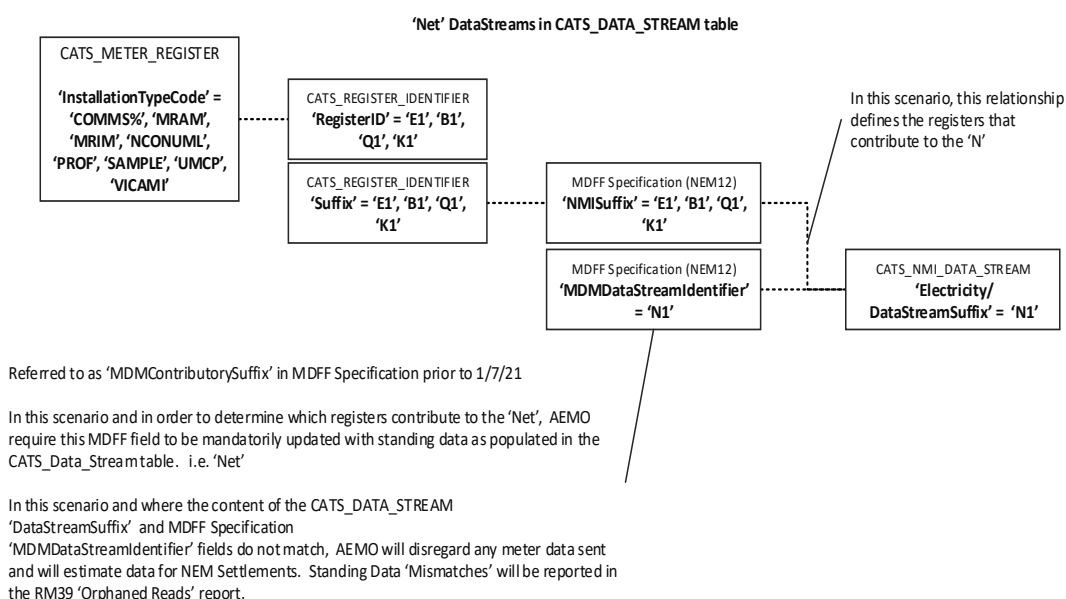 ‘Net’ DataStreams in CATS_DATA_STREAM table
CATS_METER_REGISTER
‘InstallationTypeCode’ =
‘COMMS%’, ‘MRAM’,
‘MRIM’, ‘NCONUML’,
‘PROF’, ‘SAMPLE’, ‘UMCP’,
‘VICAMI’
CATS_REGISTER_IDENTIFIER
‘RegisterID’ = ‘E1’, ‘B1’,
‘Q1’, ‘K1’
CATS_REGISTER_IDENTIFIER
‘Suffix’ = ‘E1’, ‘B1’, ‘Q1’,
‘K1’
MDFF Specification (NEM12)
‘NMISuffix’ = ‘E1’, ‘B1’, ‘Q1’,
‘K1’
MDFF Specification (NEM12)
‘MDMDataStreamIdentifier’
= ‘N1’
In this scenario, this relationship
defines the registers that
contribute to the ‘N’
CATS_NMI_DATA_STREAM
‘Electricity/
DataStreamSuffix’ = ‘N1’
Referred to as ‘MDMContributorySuffix’ in MDFF Specification prior to 1/7/21
In this scenario and in order to determine which registers contribute to the ‘Net’, AEMO
require this MDFF field to be mandatorily updated with standing data as populated in the
CATS_Data_Stream table. i.e. ‘Net’
In this scenario and where the content of the CATS_DATA_STREAM
‘DataStreamSuffix’ and MDFF Specification
‘MDMDataStreamIdentifier’ fields do not match, AEMO will disregard any meter data sent
and will estimate data for NEM Settlements. Standing Data ‘Mismatches’ will be reported in
the RM39 ‘Orphaned Reads’ report.